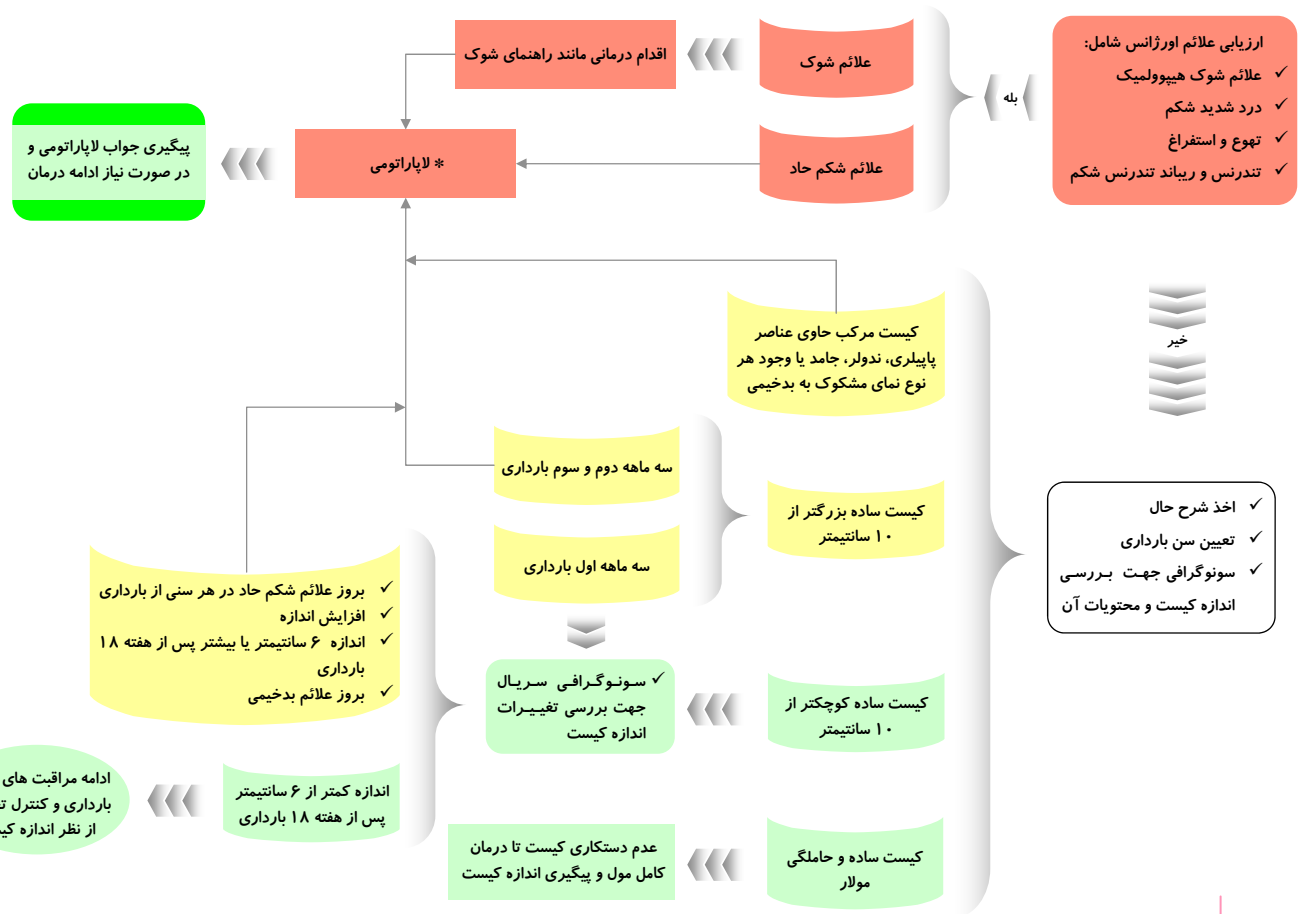 ارزیابی علائم اورژانس شامل:
✓ علائم شوک هیپوولمیک
✓ درد شدید شکم
✓ تهوع و استفراغ
✓ تندرنس و ریباند تندرنس شکم
بله
علائم شوک
اقدام درمانی مانند راهنمای شوک
علائم شکم حاد
* لاپاراتومی
پیگیری جواب لاپاراتومی و
در صورت نیاز ادامه درمان
خیر
✓ اخذ شرح حال
✓ تعیین سن بارداری
✓ سونوگرافی جهت بررسی
اندازه کیست و محتویات آن
کیست مرکب حاوی عناصر
پاپیلری، ندولر، جامد یا وجود هر
نوع نمای مشکوک به بدخیمی
کیست ساده بزرگتر از
۱۰ سانتیمتر
سه ماهه دوم و سوم بارداری
سه ماهه اول بارداری
کیست ساده کوچکتر از
۱۰ سانتیمتر
✓ سونوگرافی سریال
جهت بررسی تغییرات
اندازه کیست
✓ بروز علائم شکم حاد در هر سنی از بارداری
✓ افزایش اندازه
✓ اندازه ۶ سانتیمتر یا بیشتر پس از هفته ۱۸
بارداری
✓ بروز علائم بدخیمی
اندازه کمتر از ۶ سانتیمتر
پس از هفته ۱۸ بارداری
ادامه مراقبت های
بارداری و کنترل
از نظر اندازه
کیست ساده و حاملگی
مولار
عدم دستکاری کیست تا درمان
کامل مول و پیگیری اندازه کیست